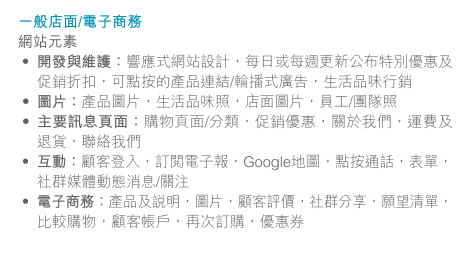 一般店面/電子商務
網站元素
• 開發與維護：響應式網站設計，每日或每週更新公布特別優惠及
促銷折扣，可點按的產品連結/輪播式廣告，生活品味行銷
• 圖片：產品圖片，生活品味照，店面圖片，員工/團隊照
• 主要訊息頁面：購物頁面/分類，促銷優惠，關於我們，運費及
退貨，聯絡我們
• 互動：顧客登入，訂閱電子報，Google地圖，點按通話，表單，
社群媒體動態消息/關注
• 電子商務：產品及說明，圖片，顧客評價，社群分享，願望清單，
比較購物，顧客帳戶，再次訂購，優惠券